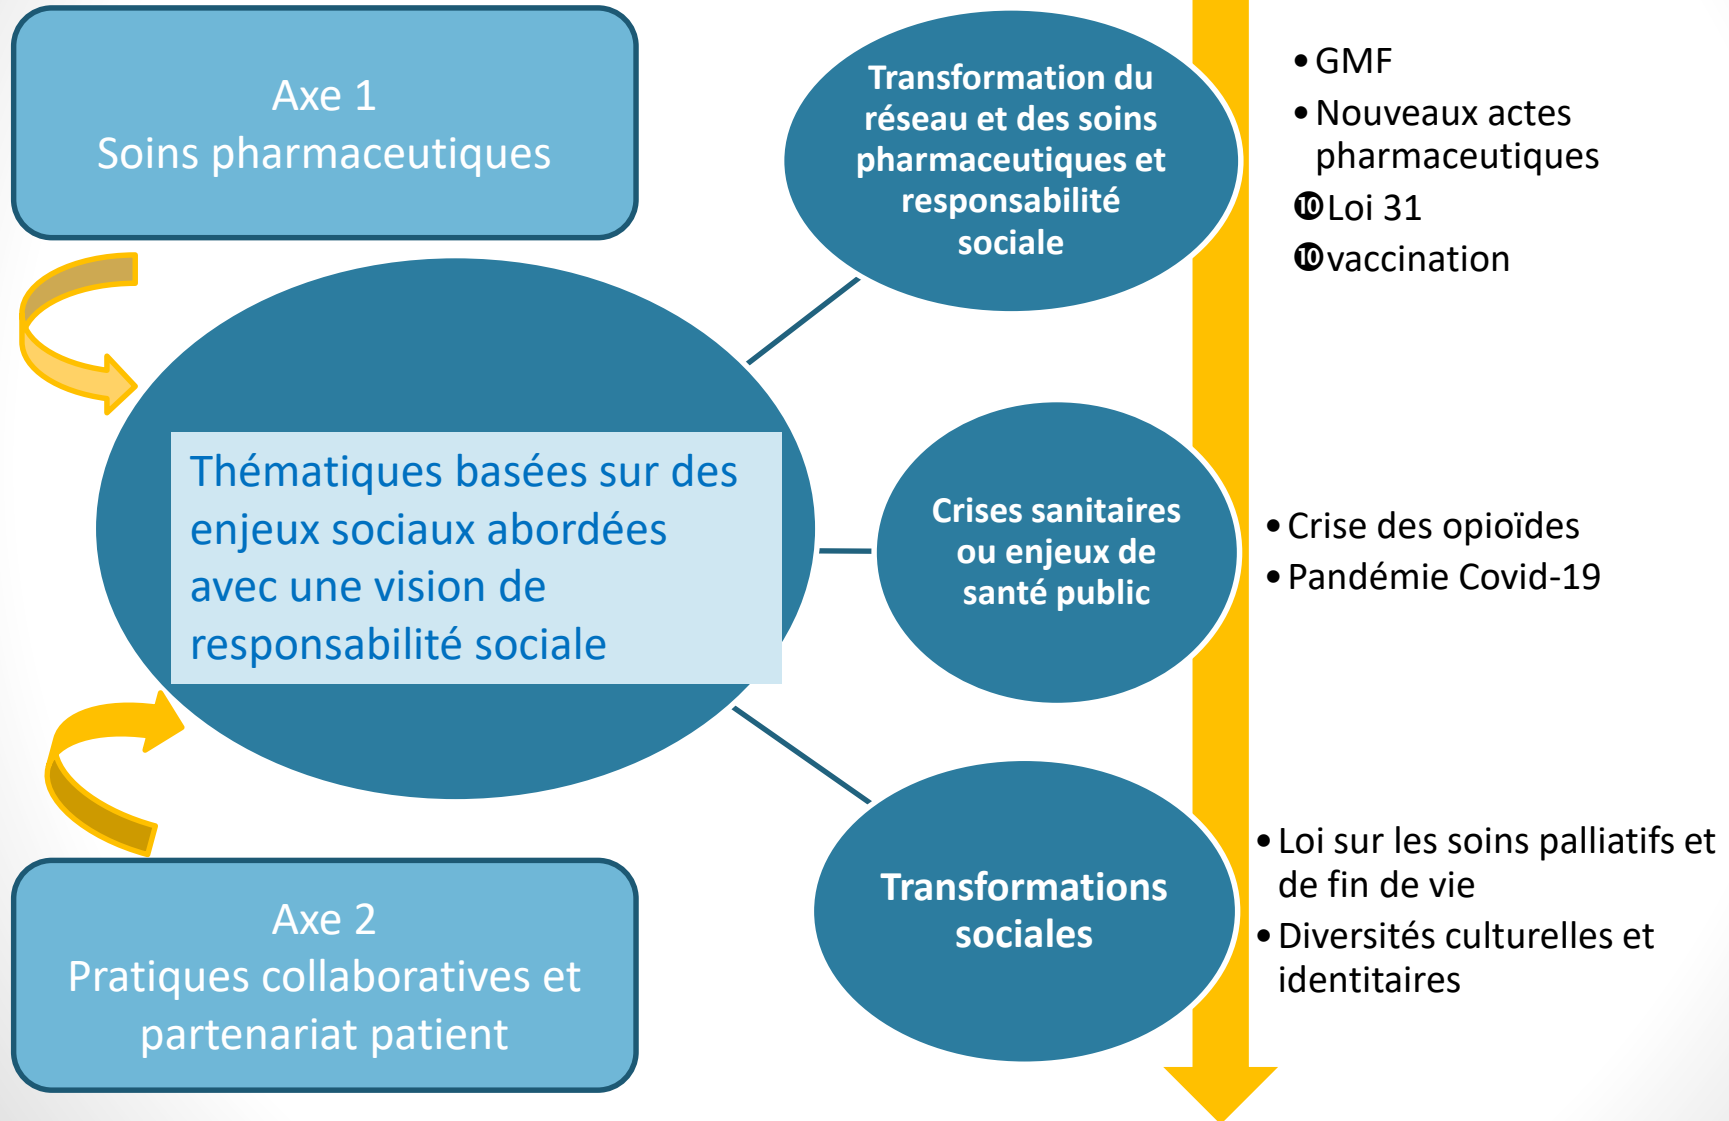 Axe 1
Soins pharmaceutiques
Transformation du
réseau et des soins
pharmaceutiques et
responsabilité
sociale
•GMF
•Nouveaux actes
pharmaceutiques
❿Loi 31
❿vaccination
Thématiques basées sur des
enjeux sociaux abordées
avec une vision de
responsabilité sociale
Crises sanitaires
ou enjeux de
santé public
•Crise des opioïdes
•Pandémie Covid-19
Axe 2
Pratiques collaboratives et
partenariat patient
Transformations
sociales
•Loi sur les soins palliatifs et
de fin de vie
•Diversités culturelles et
identitaires